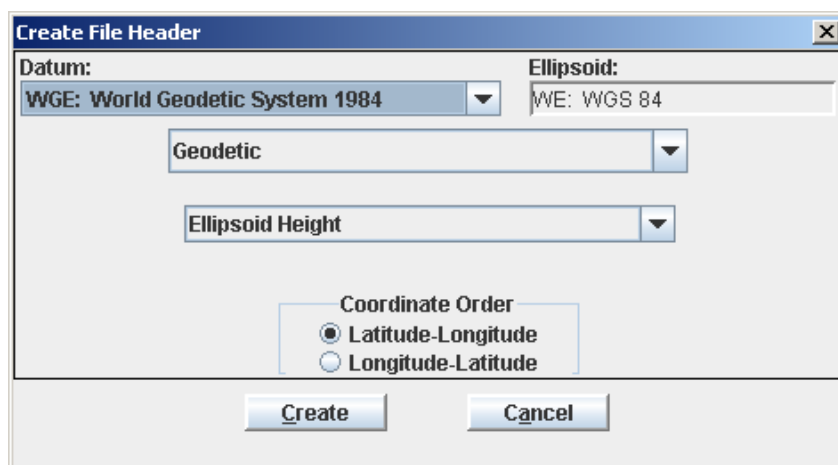 Create File Header
Datum:
Ellipsoid:
WGE: World Geodetic System 1984
WE: WGS 84
Geodetic
Ellipsoid Height
Coordinate Order
Latitude-Longitude
Longitude-Latitude
Create
Cancel